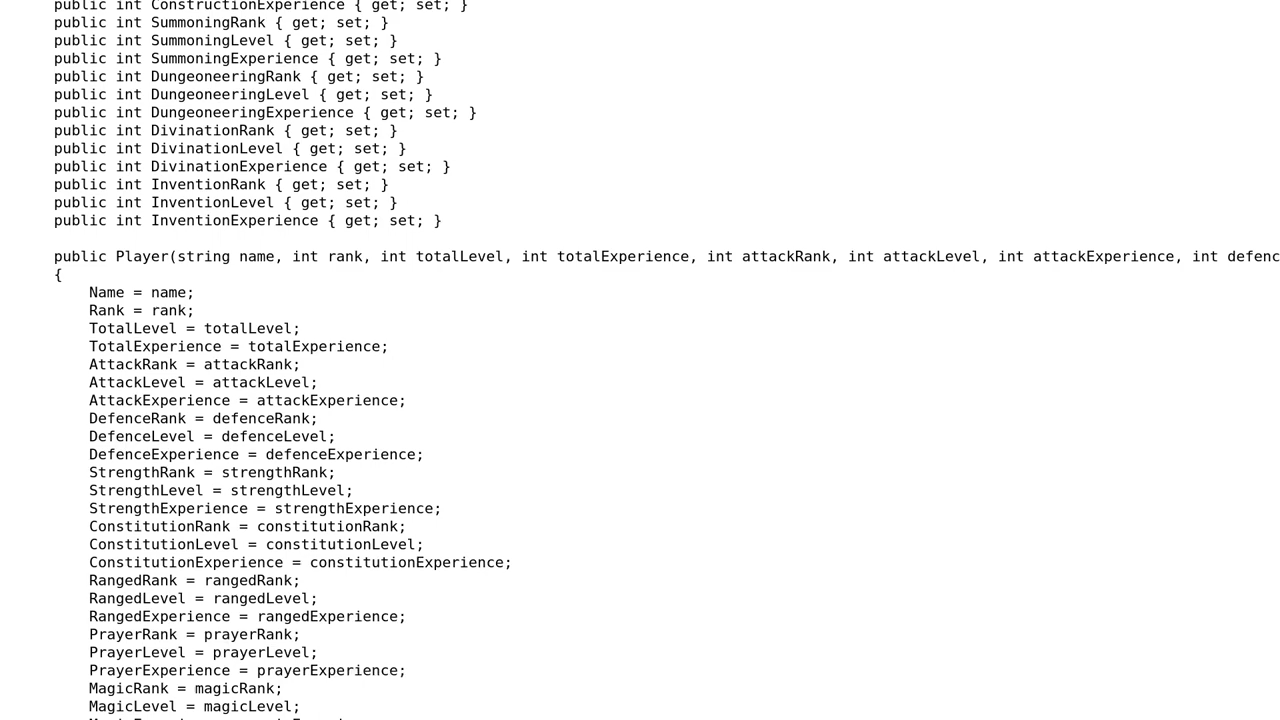 public int ConstructionExperience { get; set; }
public int SummoningRank { get; set; }
public int SummoningLevel { get; set; }
public int SummoningExperience { get; set; }
public int DungeoneeringRank { get; set; }
public int DungeoneeringLevel { get; set; }
public int DungeoneeringExperience { get; set; }
public int DivinationRank { get; set; }
public int DivinationLevel { get; set; }
public int DivinationExperience { get; set; }
public int InventionRank { get; set; }
public int InventionLevel { get; set; }
public int InventionExperience { get; set; }
public Player(string name, int rank, int totalLevel, int totalExperience, int attackRank, int attackLevel, int attackExperience, int defenc
{
Name = name;
Rank = rank;
TotalLevel = totalLevel;
TotalExperience = totalExperience;
AttackRank = attackRank;
AttackLevel = attackLevel;
AttackExperience = attackExperience;
DefenceRank = defenceRank;
DefenceLevel = defenceLevel;
DefenceExperience = defenceExperience;
StrengthRank = strengthRank;
StrengthLevel = strengthLevel;
StrengthExperience = strengthExperience;
ConstitutionRank = constitutionRank;
ConstitutionLevel = constitutionLevel;
ConstitutionExperience = constitutionExperience;
RangedRank = rangedRank;
RangedLevel = rangedLevel;
RangedExperience = rangedExperience;
PrayerRank = prayerRank;
PrayerLevel = prayerLevel;
PrayerExperience = prayerExperience;
MagicRank = magicRank;
MagicLevel = magicLevel;